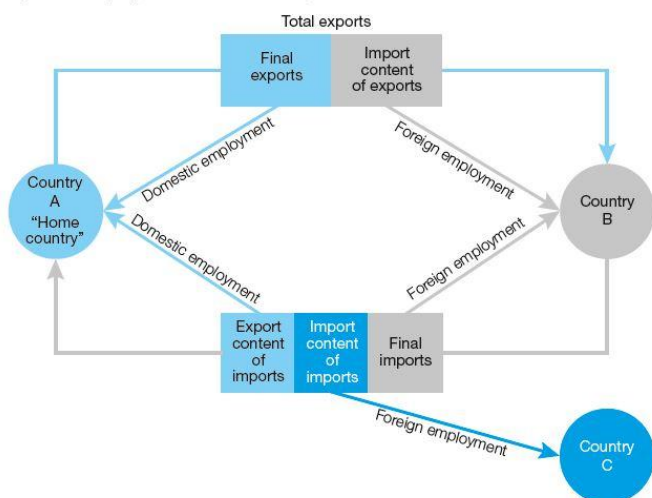 Total exports
Final
exports
Import
content
of exports
Domestic employment
Foreign employment
Country
A
"Home
country"
Country
B
Domestic employment
Foreign employment
Export
content
of
imports
Import
content
of
imports
Final
imports
Foreign employment
Country
C